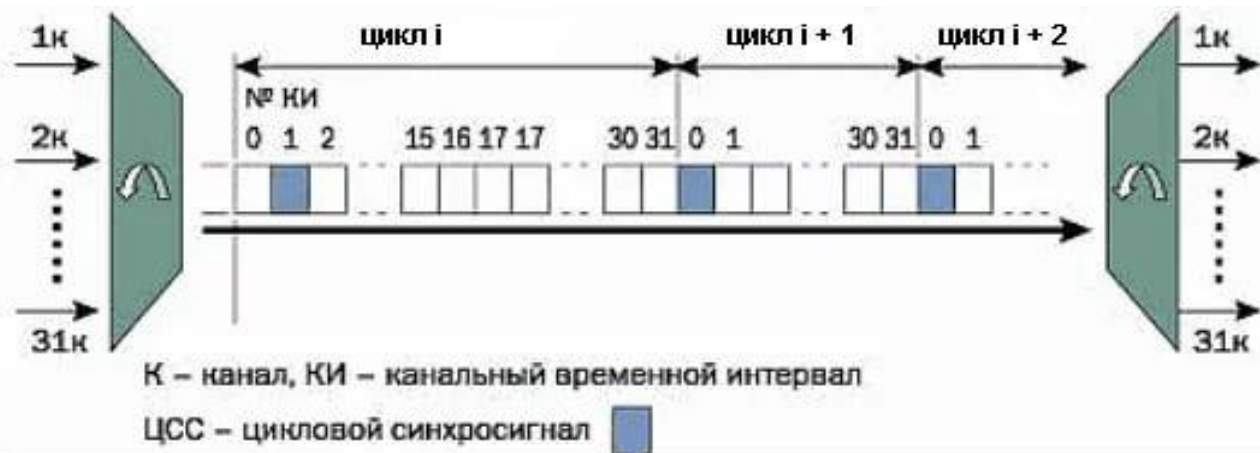 цикл i цикл i + 1 цикл i + 2
1к 1к
№ КИ
2к 0 1 2 15 16 17 17 30 31 0 1 30 31 0 1 2к
31к 31к
К – канал, КИ – канальный временной интервал
ЦСС – цикловой синхросигнал